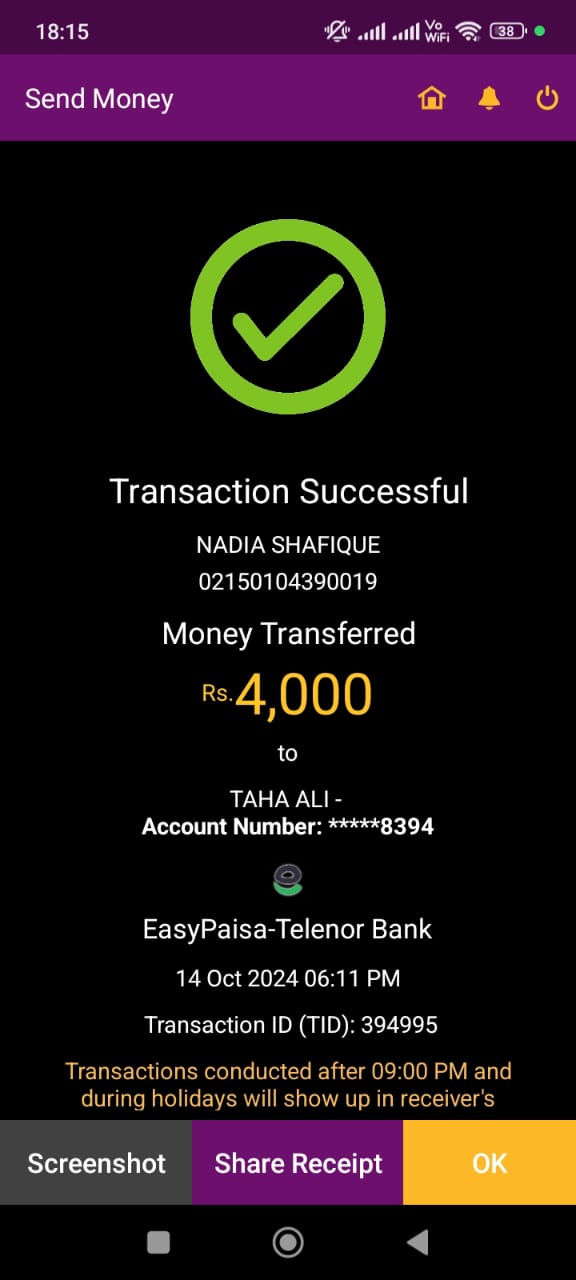 18:15
Vo
WiFi
38
Send Money
Transaction Successful
NADIA SHAFIQUE
02150104390019
Money Transferred
Rs.4,000
to
TAHA ALI -
Account Number: *****8394
EasyPaisa-Telenor Bank
14 Oct 2024 06:11 PM
Transaction ID (TID): 394995
Transactions conducted after 09:00 PM and
during holidays will show up in receiver's
Screenshot
Share Receipt
OK